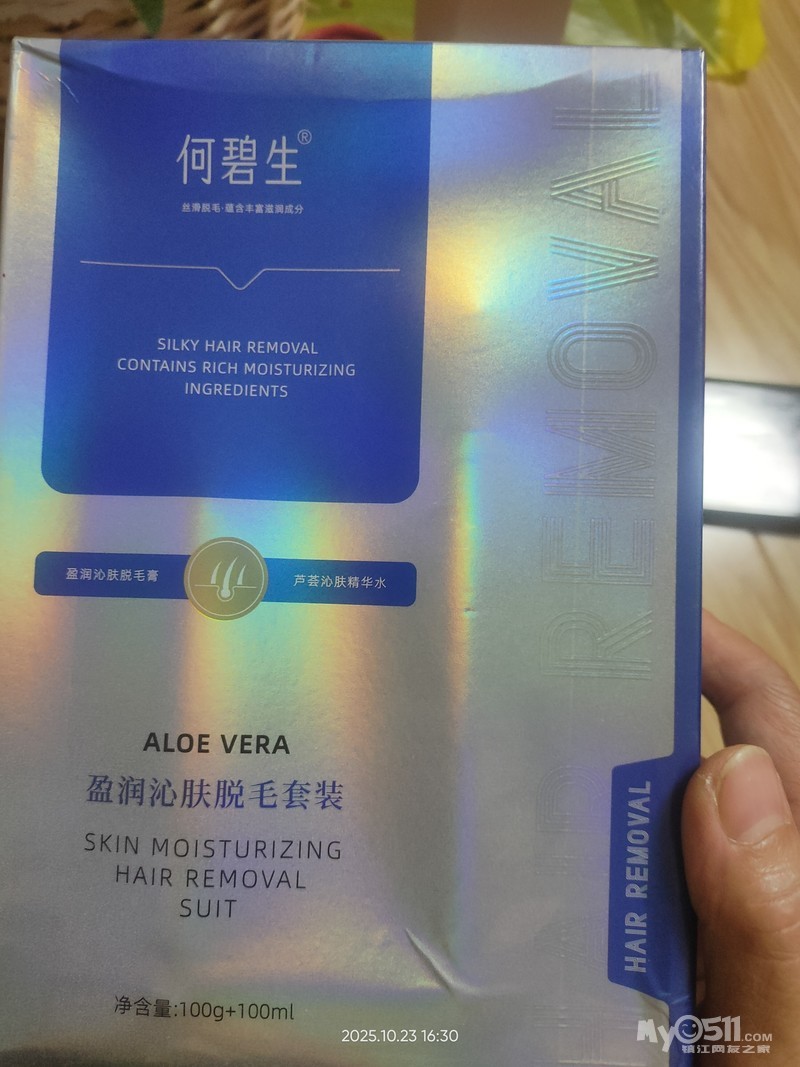 何碧生®
丝滑脱毛·蕴含丰富滋润成分
SILKY HAIR REMOVAL
CONTAINS RICH MOISTURIZING
INGREDIENTS
盈润沁肤脱毛膏
芦荟沁肤精华水
ALOE VERA
盈润沁肤脱毛套装
SKIN MOISTURIZING
HAIR REMOVAL
SUIT
净含量:100g+100ml
HAIR REMOVAL
HAIR REMOVAL
2025.10.23 16:30
My0511.COM
镇江网友之家